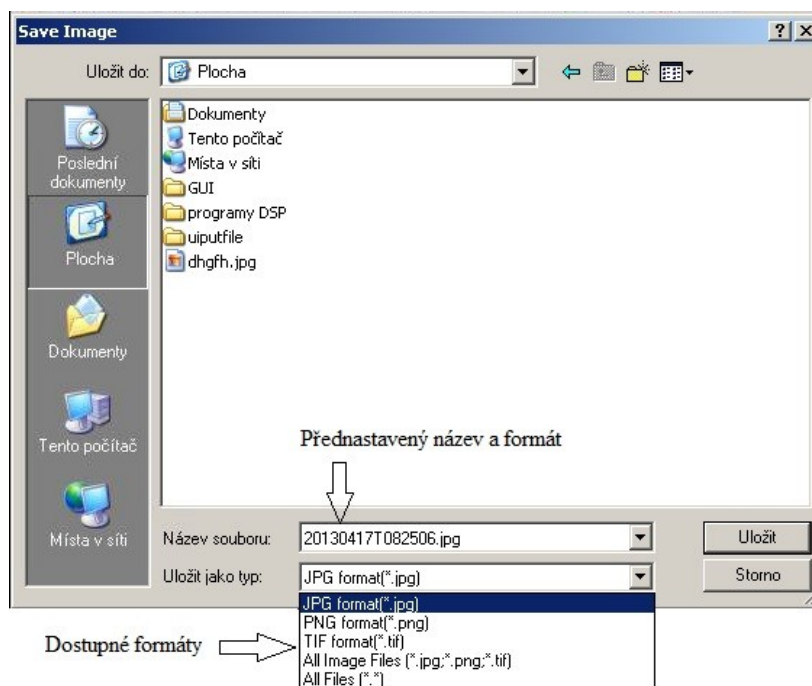 Save Image
Uložit do:
Plocha
Poslední
dokumenty
Plocha
Dokumenty
Tento počítač
Místa v síti
Dokumenty
Tento počítač
Místa v síti
GUI
programy DSP
uiputfile
dhgfh.jpg
Přednastavený název a formát
Název souboru:
20130417T082506.jpg
Uložit
Uložit jako typ:
JPG format(*.jpg)
Storno
JPG format(*.jpg)
PNG format(*.png)
TIF format(*.tif)
All Image Files (*.jpg;*.png;*.tif)
All Files (*.*)
Dostupné formáty